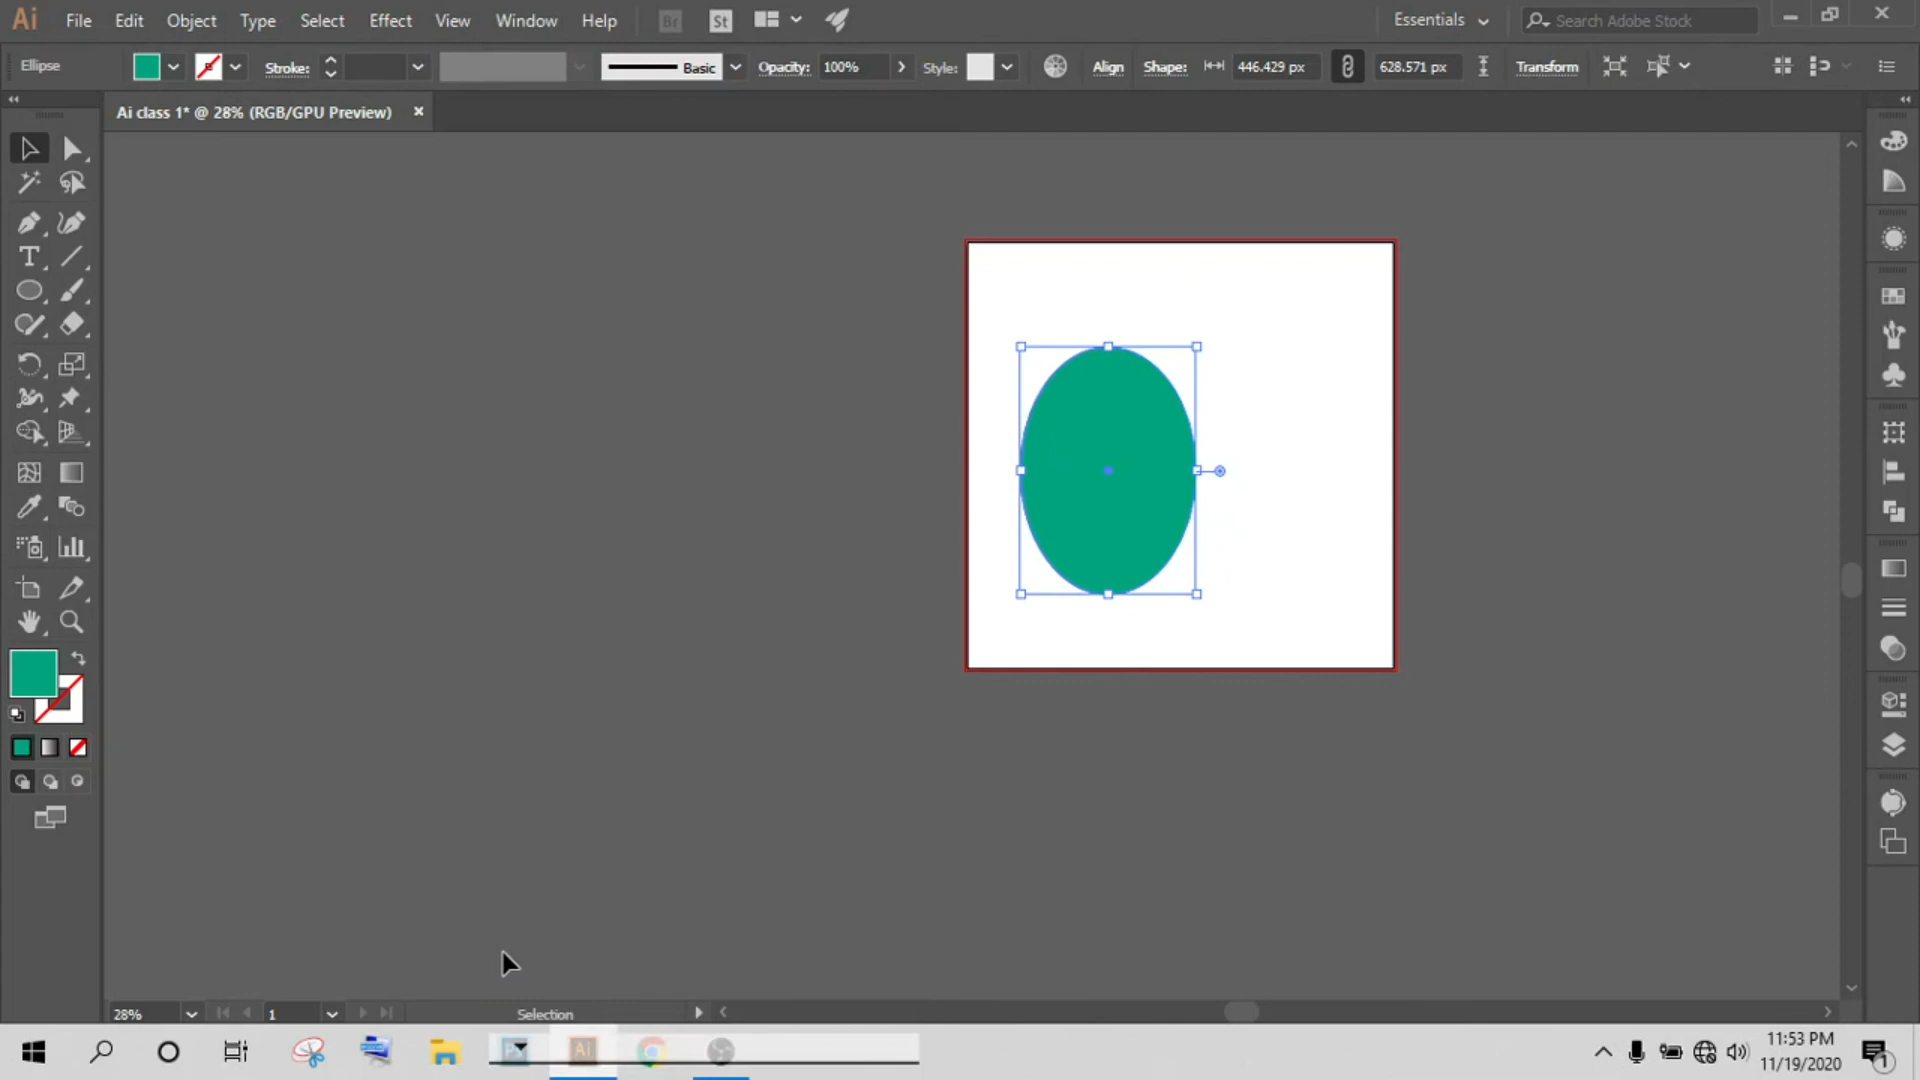 Ai File Edit Object Type Select Effect View Window Help Br St Essentials Search Adobe Stock
Ellipse Stroke: Basic Opacity: 100% Style: Align Shape: 446.429 px 628.571 px Transform
Ai class 1* @ 28% (RGB/GPU Preview) ×
T
28% 1 Selection
Ai
11:53 PM
11/19/2020
1